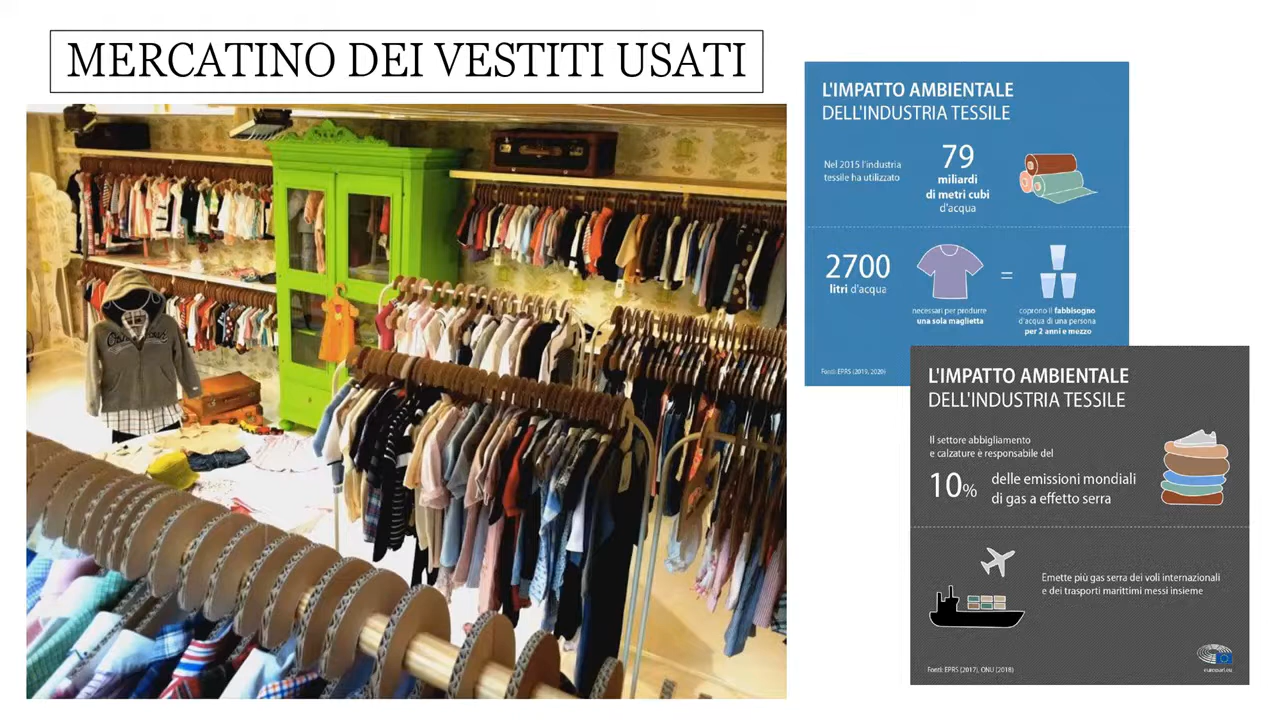 MERCATINO DEI VESTITI USATI
L'IMPATTO AMBIENTALE
DELL'INDUSTRIA TESSILE
Nel 2015 l'industria
tessile ha utilizzato
79
miliardi
di metri cubi
d'acqua
2700
litri d'acqua
necessari per produrre
una sola maglietta
=
coprono il fabbisogno
d'acqua di una persona
per 2 anni e mezzo
Fonti: EPRS (2019, 2020)
L'IMPATTO AMBIENTALE
DELL'INDUSTRIA TESSILE
Il settore abbigliamento
e calzature è responsabile del
10%
delle emissioni mondiali
di gas a effetto serra
Emette più gas serra dei voli internazionali
e dei trasporti marittimi messi insieme
Fonti: EPRS (2017), ONU (2018)